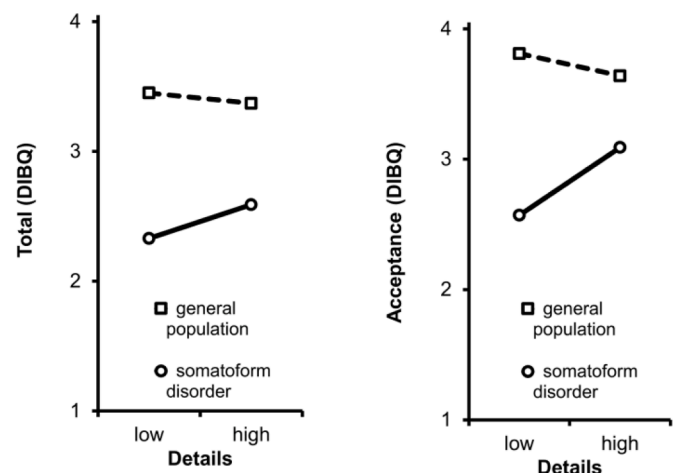 4
3
2
1
Total (DIBQ)
general
population
somatoform
disorder
low high
Details
4
3
2
1
Acceptance (DIBQ)
general
population
somatoform
disorder
low high
Details